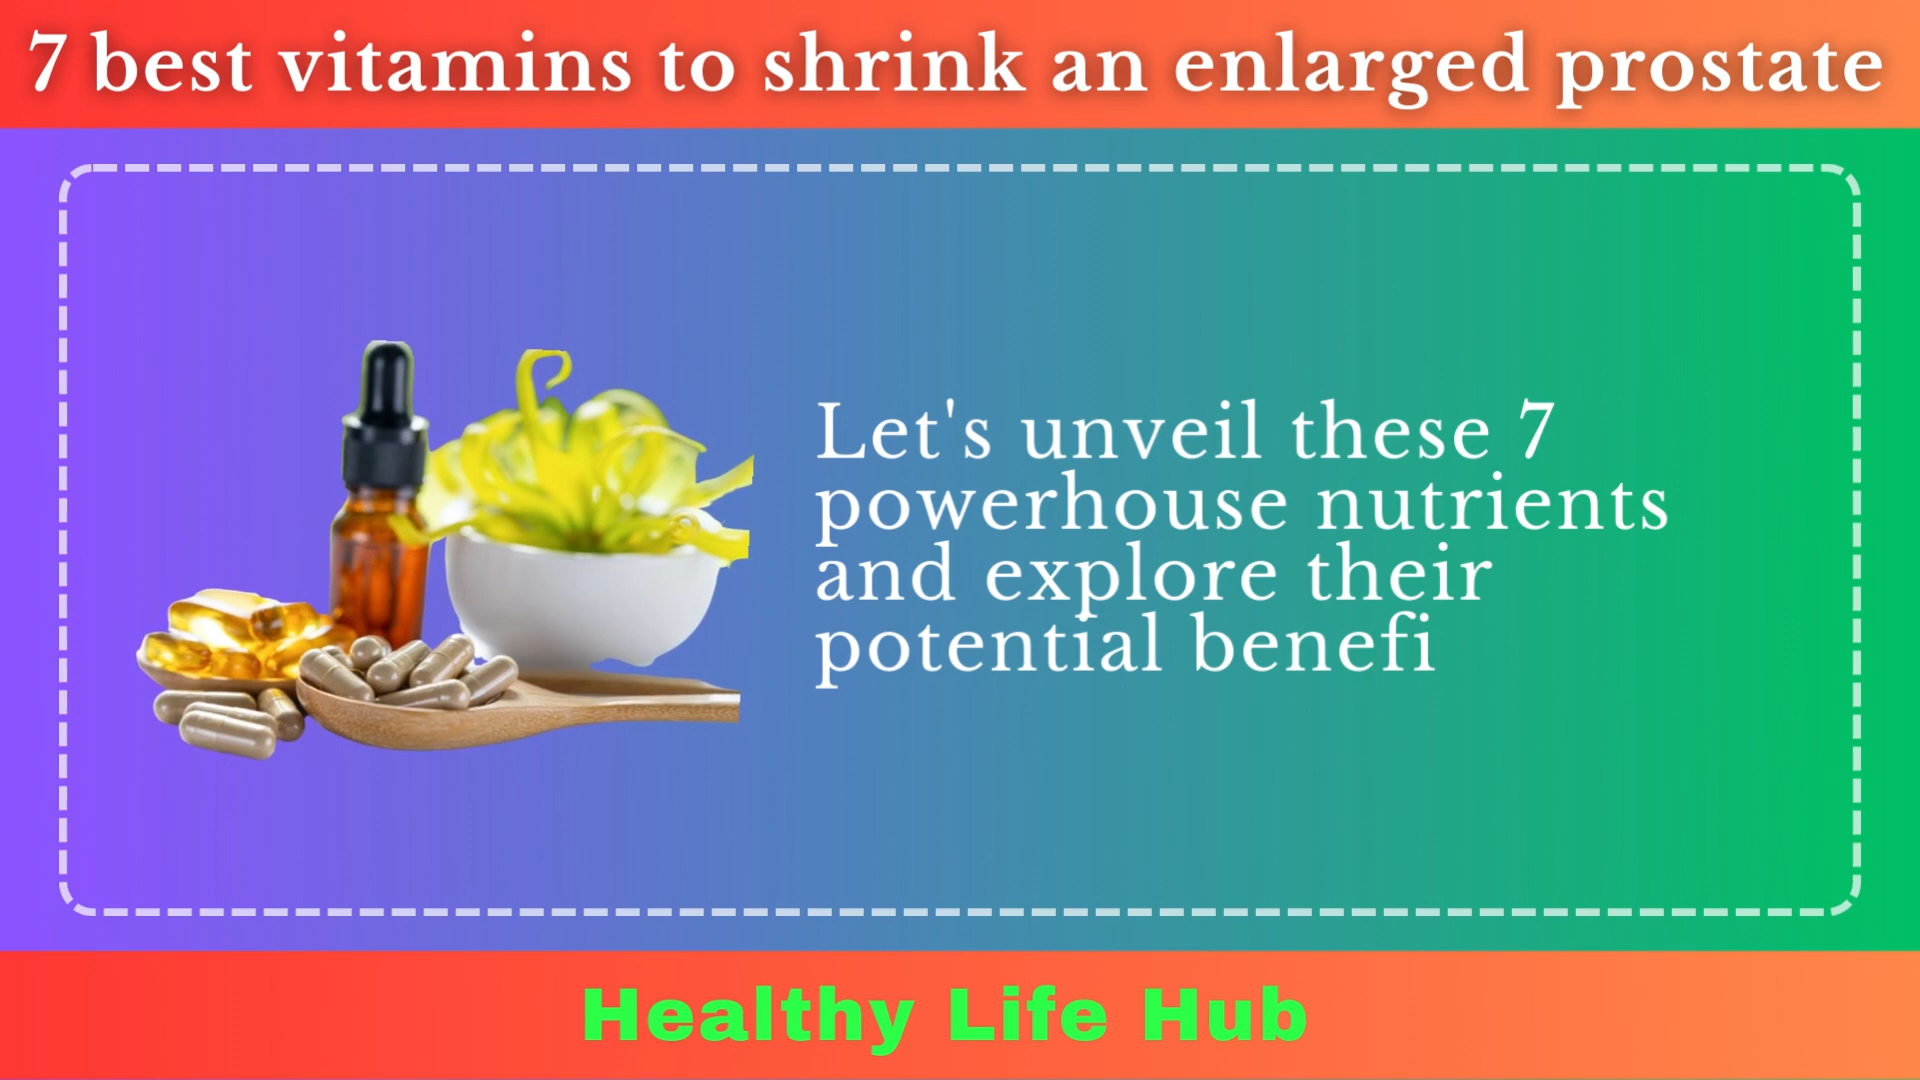 7 best vitamins to shrink an enlarged prostate
Let's unveil these 7
powerhouse nutrients
and explore their
potential benefi
Healthy Life Hub